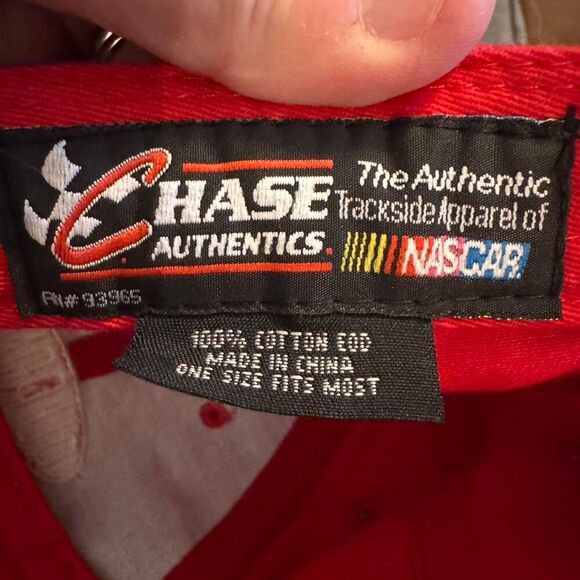 CHASE
AUTHENTICS.
The Authentic
Trackside Apparel of
NASCAR
RN# 93965
100% COTTON EOD
MADE IN CHINA
ONE SIZE FITS MOST